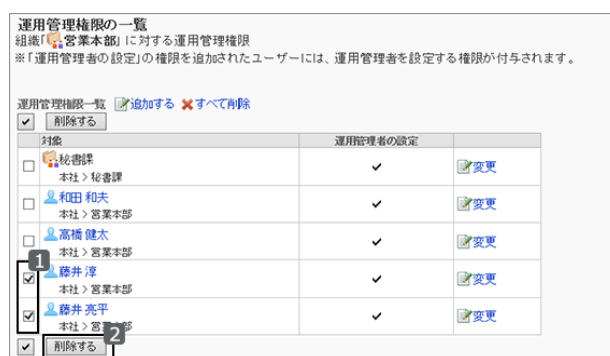 運用管理権限の一覧
組織「営業本部」に対する運用管理権限
※「運用管理者の設定」の権限を追加されたユーザーには、運用管理者を設定する権限が付与されます。
運用管理権限一覧 追加する すべて削除
削除する
対象 運用管理者の設定
秘書課 変更
本社 > 秘書課
和田 和夫 変更
本社 > 営業本部
高橋 健太 変更
本社 > 営業本部
1
藤井 淳 変更
本社 > 営業本部
藤井 亮平 変更
本社 > 営業本部
2
削除する